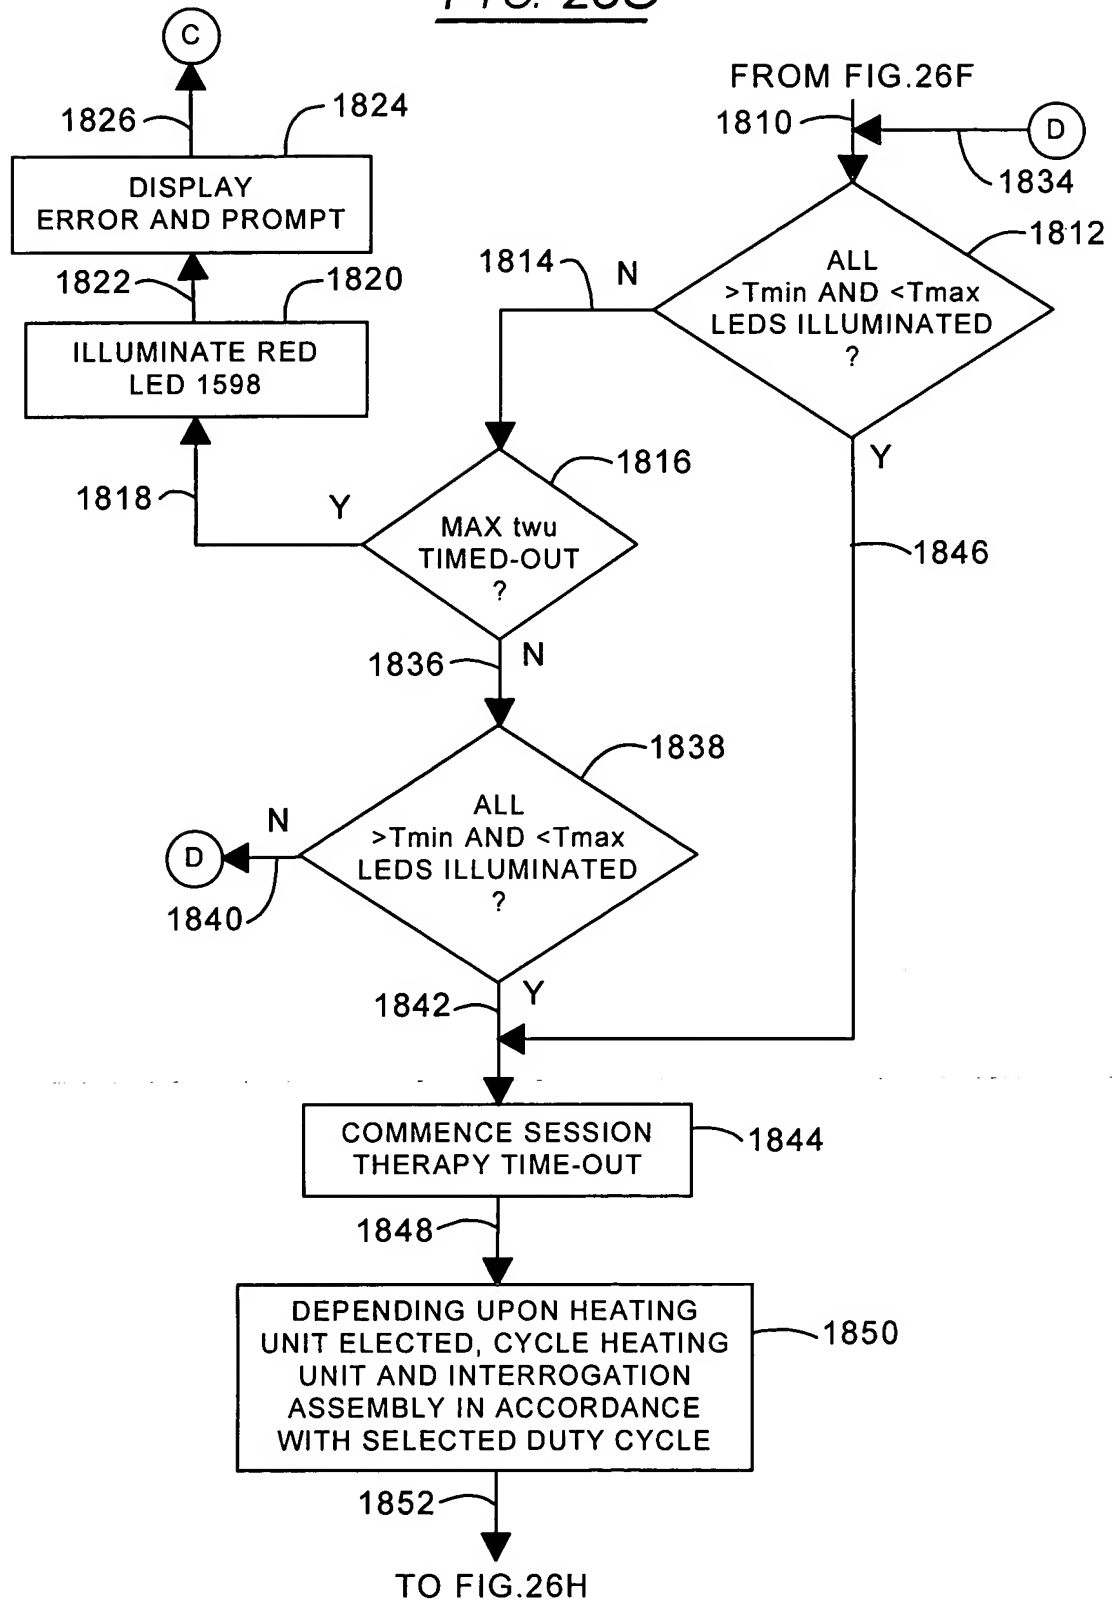 FIG. 26G
C
FROM FIG.26F
1826
1824
1810
D
DISPLAY
ERROR AND PROMPT
1834
1812
1822
1820
1814
N
ALL
>Tmin AND <Tmax
LEDS ILLUMINATED
?
ILLUMINATE RED
LED 1598
Y
1818
Y
1816
MAX twu
TIMED-OUT
?
1846
1836
N
1838
ALL
>Tmin AND <Tmax
LEDS ILLUMINATED
?
N
D
1840
1842
Y
COMMENCE SESSION
THERAPY TIME-OUT
1844
1848
DEPENDING UPON HEATING
UNIT ELECTED, CYCLE HEATING
UNIT AND INTERROGATION
ASSEMBLY IN ACCORDANCE
WITH SELECTED DUTY CYCLE
1850
1852
TO FIG.26H